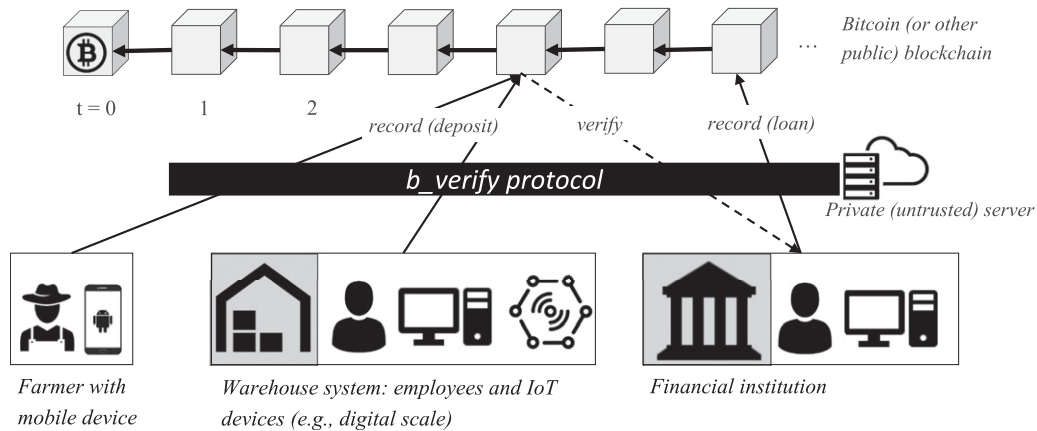 Bitcoin (or other
public) blockchain
...
t = 0
1
2
record (deposit)
verify
record (loan)
b_verify protocol
Private (untrusted) server
Farmer with
mobile device
Warehouse system: employees and IoT
devices (e.g., digital scale)
Financial institution